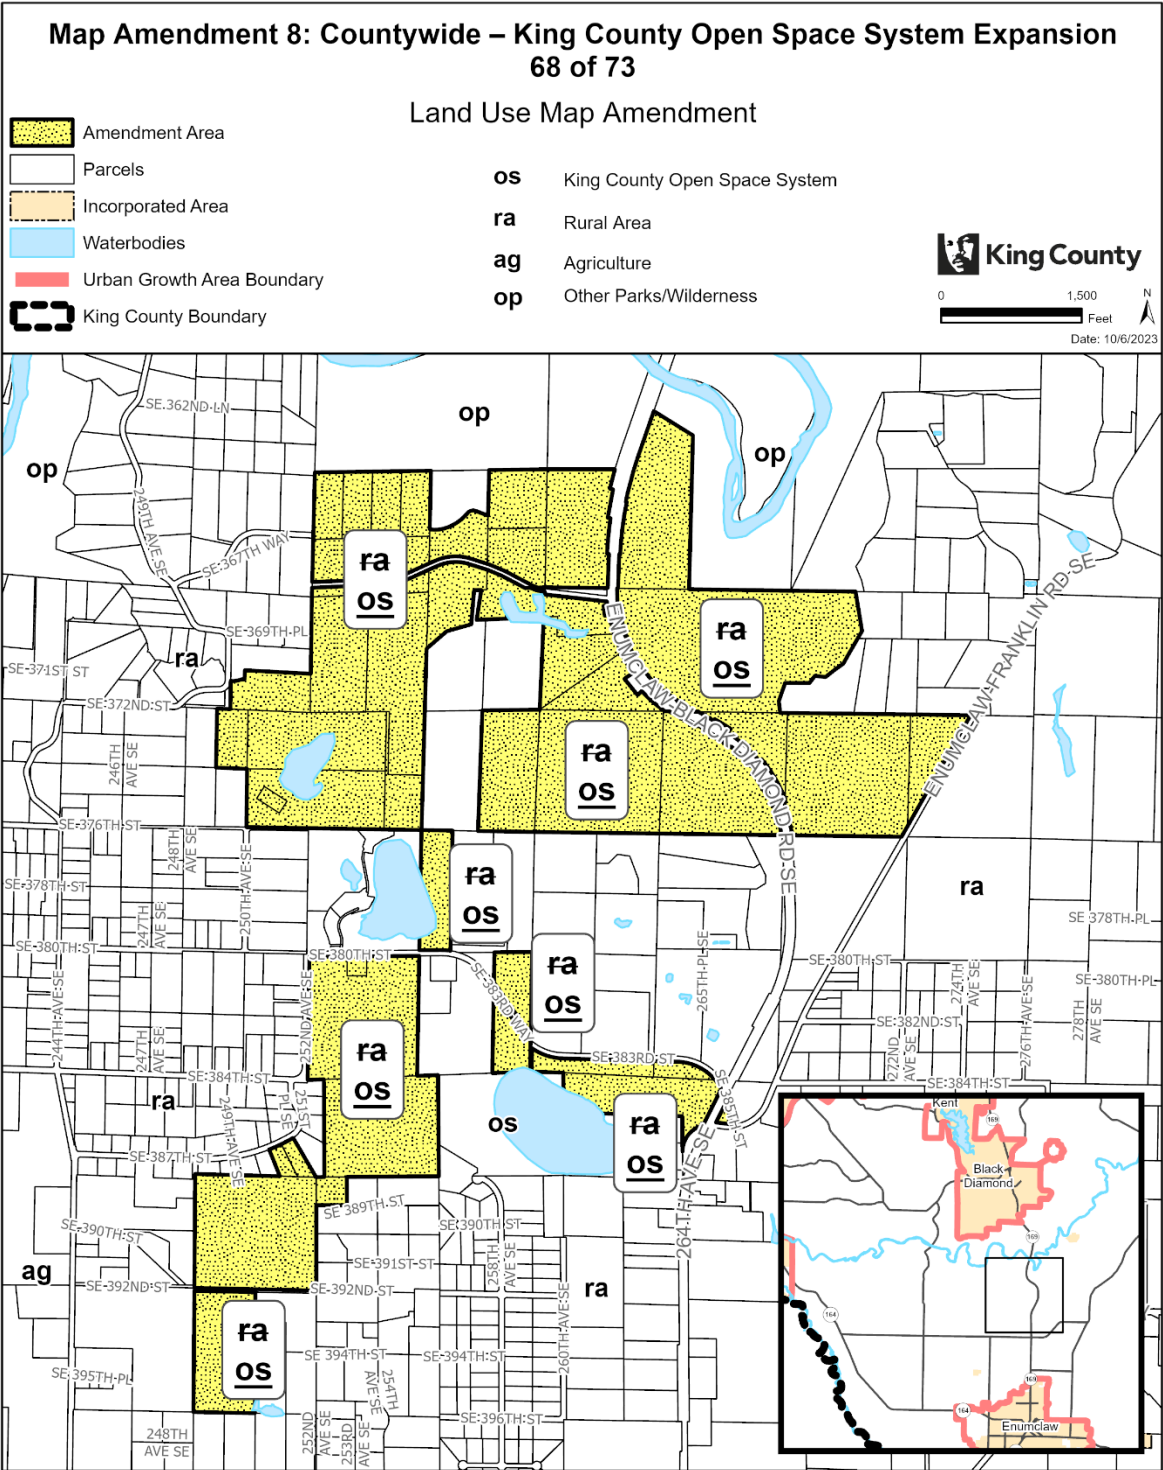 Map Amendment 8: Countywide – King County Open Space System Expansion
68 of 73
Land Use Map Amendment
Amendment Area
Parcels
Incorporated Area
Waterbodies
Urban Growth Area Boundary
King County Boundary
os King County Open Space System
ra Rural Area
ag Agriculture
op Other Parks/Wilderness
King County
0 1,500
Feet
N
Date: 10/6/2023
SE 362ND LN
op
op
op
249TH AVE SE
SE 367TH WAY
ra
os
SE 369TH PL
ra
SE 371ST ST
SE 372ND ST
ra
os
ENUMCLAW-BLACK DIAMOND RD SE
ENUMCLAW-FRANKLIN RD SE
246TH
AVE SE
ra
os
SE 376TH ST
248TH
AVE SE
250TH AVE SE
SE 378TH ST
ra
os
ra
SE 378TH PL
247TH
AVE SE
SE 380TH ST
SE 380TH ST
SE 383RD WAY
ra
os
265TH PL SE
SE 380TH ST
274TH
AVE SE
SE 380TH PL
244TH AVE SE
252ND AVE SE
276TH AVE SE
278TH
AVE SE
SE 382ND ST
272ND
AVE SE
247TH
AVE SE
ra
os
SE 383RD ST
SE 384TH ST
SE 384TH ST
SE 385TH ST
ra
249TH AVE SE
251ST
PL SE
os
ra
os
SE 387TH ST
264TH AVE SE
SE 389TH ST
SE 390TH ST
SE 390TH ST
258TH
AVE SE
SE 391ST ST
ag
SE 392ND ST
SE 392ND ST
ra
260TH AVE SE
ra
os
SE 394TH ST
SE 394TH ST
SE 395TH PL
254TH
AVE SE
SE 396TH ST
248TH
AVE SE
252ND
AVE SE
253RD
AVE SE
Kent
169
Black
Diamond
169
164
169
164
Enumclaw